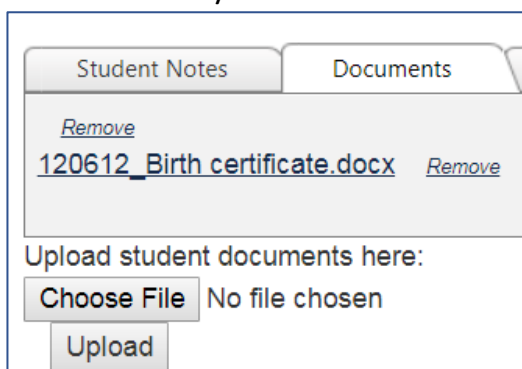 Student Notes Documents
Remove
120612_Birth certificate.docx Remove
Upload student documents here:
Choose File No file chosen
Upload